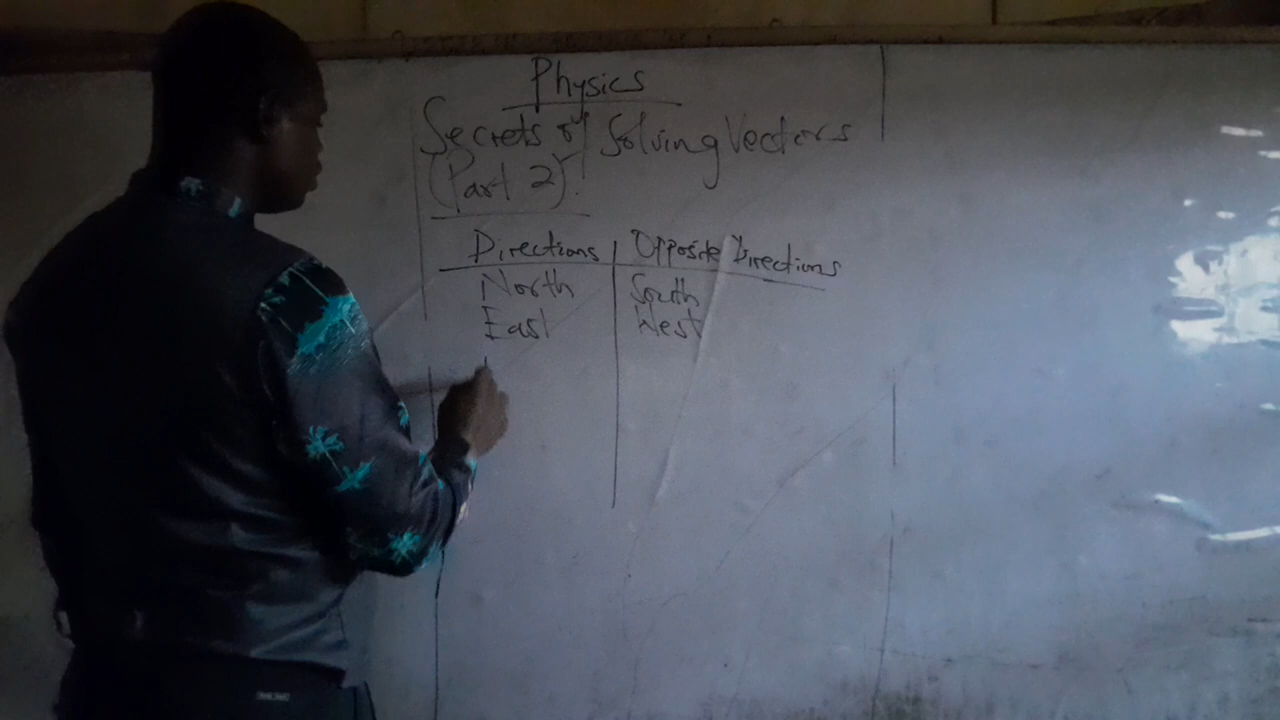 Physics
Secrets of Solving Vectors
(Part 2).
Directions | Opposite Directions
North South
East West